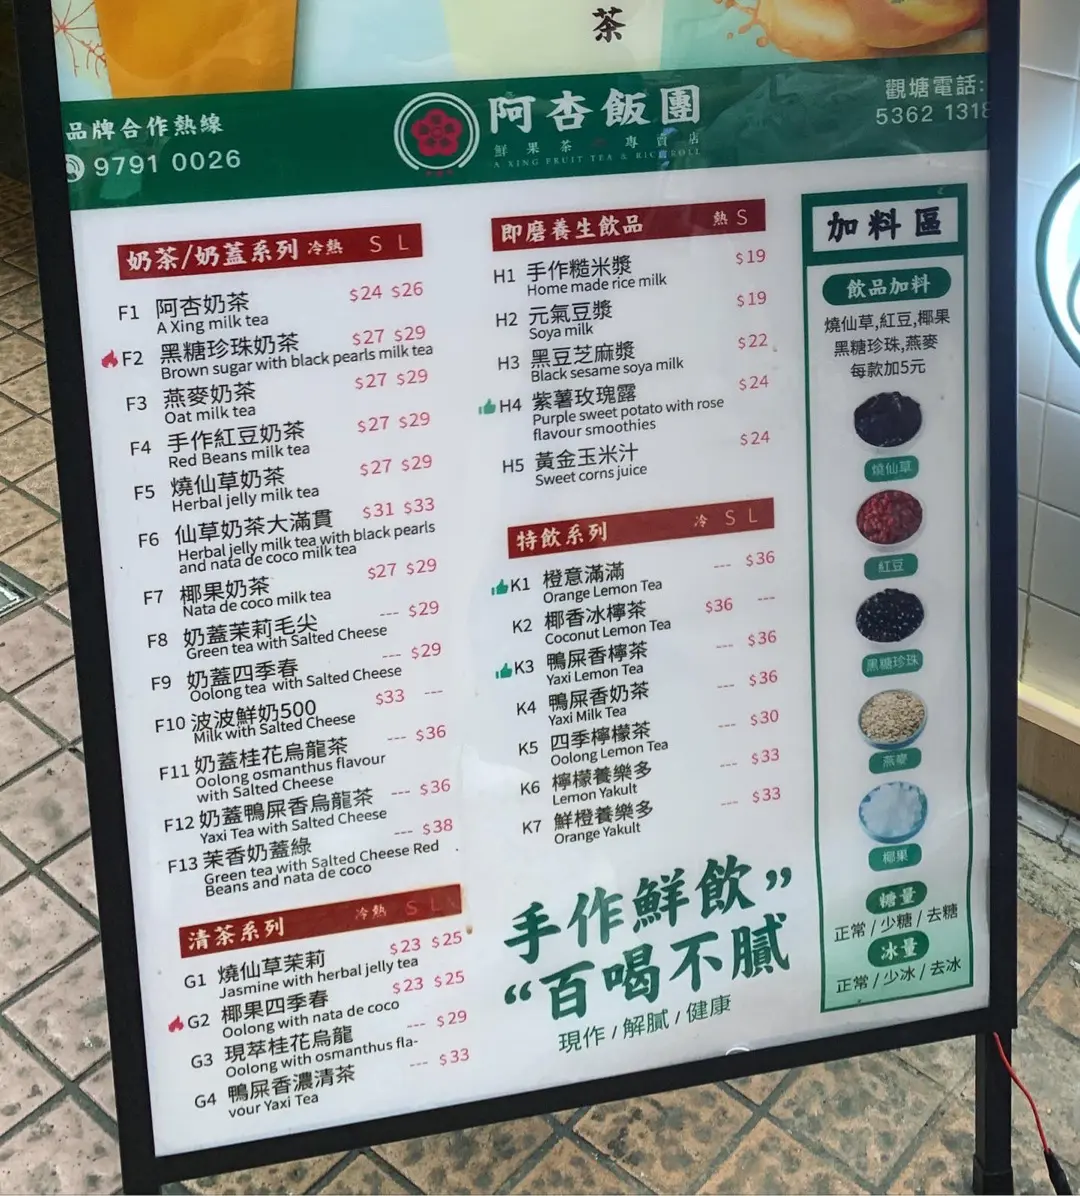 茶
品牌合作熱線
9791 0026
阿杏飯團
鮮果茶 專賣店
A XING FRUIT TEA & RICE ROLL
觀塘電話:
5362 1318
奶茶/奶蓋系列 冷熱 S L
F1 阿杏奶茶 $24 $26
A Xing milk tea
F2 黑糖珍珠奶茶 $27 $29
Brown sugar with black pearls milk tea
F3 燕麥奶茶 $27 $29
Oat milk tea
F4 手作紅豆奶茶 $27 $29
Red Beans milk tea
F5 燒仙草奶茶 $27 $29
Herbal jelly milk tea
F6 仙草奶茶大滿貫 $31 $33
Herbal jelly milk tea with black pearls
and nata de coco milk tea
F7 椰果奶茶 $27 $29
Nata de coco milk tea
F8 奶蓋茉莉毛尖 --- $29
Green tea with Salted Cheese
F9 奶蓋四季春 --- $29
Oolong tea with Salted Cheese
F10 波波鮮奶500 $33 ---
Milk with Salted Cheese
F11 奶蓋桂花烏龍茶 --- $36
Oolong osmanthus flavour
with Salted Cheese
F12 奶蓋鴨屎香烏龍茶 --- $36
Yaxi Tea with Salted Cheese
F13 茉香奶蓋綠 --- $38
Green tea with Salted Cheese Red
Beans and nata de coco
清茶系列 冷熱 S L
G1 燒仙草茉莉 $23 $25
Jasmine with herbal jelly tea
G2 椰果四季春 $23 $25
Oolong with nata de coco
G3 現萃桂花烏龍 --- $29
Oolong with osmanthus fla-
G4 鴨屎香濃清茶 --- $33
vour Yaxi Tea
即磨養生飲品 熱 S
H1 手作糙米漿 $19
Home made rice milk
H2 元氣豆漿 $19
Soya milk
H3 黑豆芝麻漿 $22
Black sesame soya milk
H4 紫薯玫瑰露 $24
Purple sweet potato with rose
flavour smoothies
H5 黃金玉米汁 $24
Sweet corns juice
特飲系列 冷 S L
K1 橙意滿滿 --- $36
Orange Lemon Tea
K2 椰香冰檸茶 $36 ---
Coconut Lemon Tea
K3 鴨屎香檸茶 --- $36
Yaxi Lemon Tea
K4 鴨屎香奶茶 --- $36
Yaxi Milk Tea
K5 四季檸檬茶 --- $30
Oolong Lemon Tea
K6 檸檬養樂多 --- $33
Lemon Yakult
K7 鮮橙養樂多 --- $33
Orange Yakult
手作鮮飲”
“百喝不膩
現作 / 解膩 / 健康
加料區
飲品加料
燒仙草,紅豆,椰果
黑糖珍珠,燕麥
每款加5元
燒仙草
紅豆
黑糖珍珠
燕麥
椰果
糖量
正常 / 少糖 / 去糖
冰量
正常 / 少冰 / 去冰